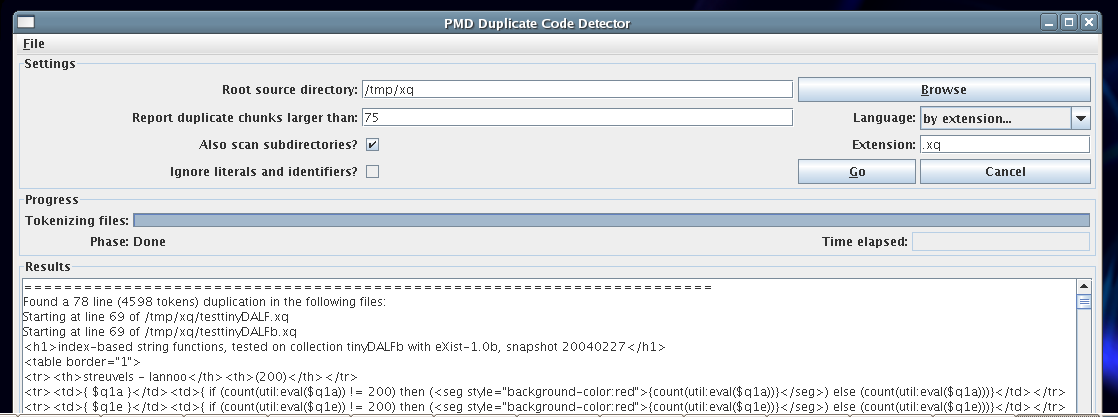 PMD Duplicate Code Detector
File
Settings
Root source directory: /tmp/xq Browse
Report duplicate chunks larger than: 75 Language: by extension...
Also scan subdirectories? Extension: .xq
Ignore literals and identifiers? Go Cancel
Progress
Tokenizing files:
Phase: Done Time elapsed:
Results
=====================================================================
Found a 78 line (4598 tokens) duplication in the following files:
Starting at line 69 of /tmp/xq/testtinyDALF.xq
Starting at line 69 of /tmp/xq/testtinyDALFb.xq
<h1>index-based string functions, tested on collection tinyDALFb with eXist-1.0b, snapshot 20040227</h1>
<table border="1">
<tr><th>streuvels - lannoo</th><th>(200)</th></tr>
<tr><td>{ $q1a }</td><td>{ if (count(util:eval($q1a)) != 200) then (<seg style="background-color:red">{count(util:eval($q1a))}</seg>) else (count(util:eval($q1a)))}</td></tr>
<tr><td>{ $q1e }</td><td>{ if (count(util:eval($q1e)) != 200) then (<seg style="background-color:red">{count(util:eval($q1e))}</seg>) else (count(util:eval($q1e)))}</td></tr>